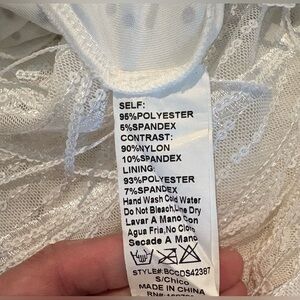 SELF:
95%POLYESTER
5%SPANDEX
CONTRAST:
90%NYLON
10%SPANDEX
LINING:
93%POLYESTER
7%SPANDEX
Hand Wash Cold Water
Do Not Bleach,Line Dry
Lavar A Mano Con
Agua Fria,No Cloro
Secade A Mano
STYLE#:BCCDS42387
S/Chico
MADE IN CHINA
RN#